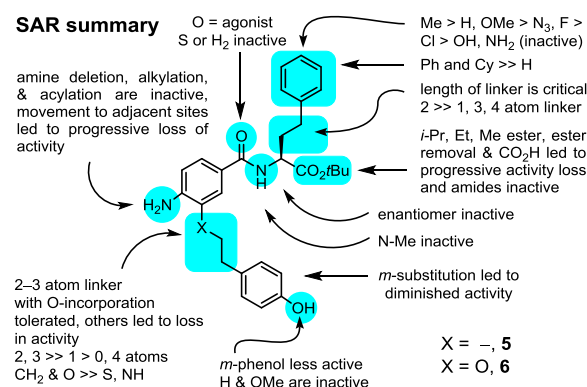 SAR summary
O = agonist
S or H2 inactive
Me > H, OMe > N3, F >
Cl > OH, NH2 (inactive)
Ph and Cy >> H
length of linker is critical
2 >> 1, 3, 4 atom linker
amine deletion, alkylation,
& acylation are inactive,
movement to adjacent sites
led to progressive loss of
activity
i-Pr, Et, Me ester, ester
removal & CO2H led to
progressive activity loss
and amides inactive
O
N
H
CO2tBu
H2N
X
enantiomer inactive
N-Me inactive
2–3 atom linker
with O-incorporation
tolerated, others led to loss
in activity
2, 3 >> 1 > 0, 4 atoms
CH2 & O >> S, NH
m-substitution led to
diminished activity
OH
m-phenol less active
H & OMe are inactive
X = –, 5
X = O, 6